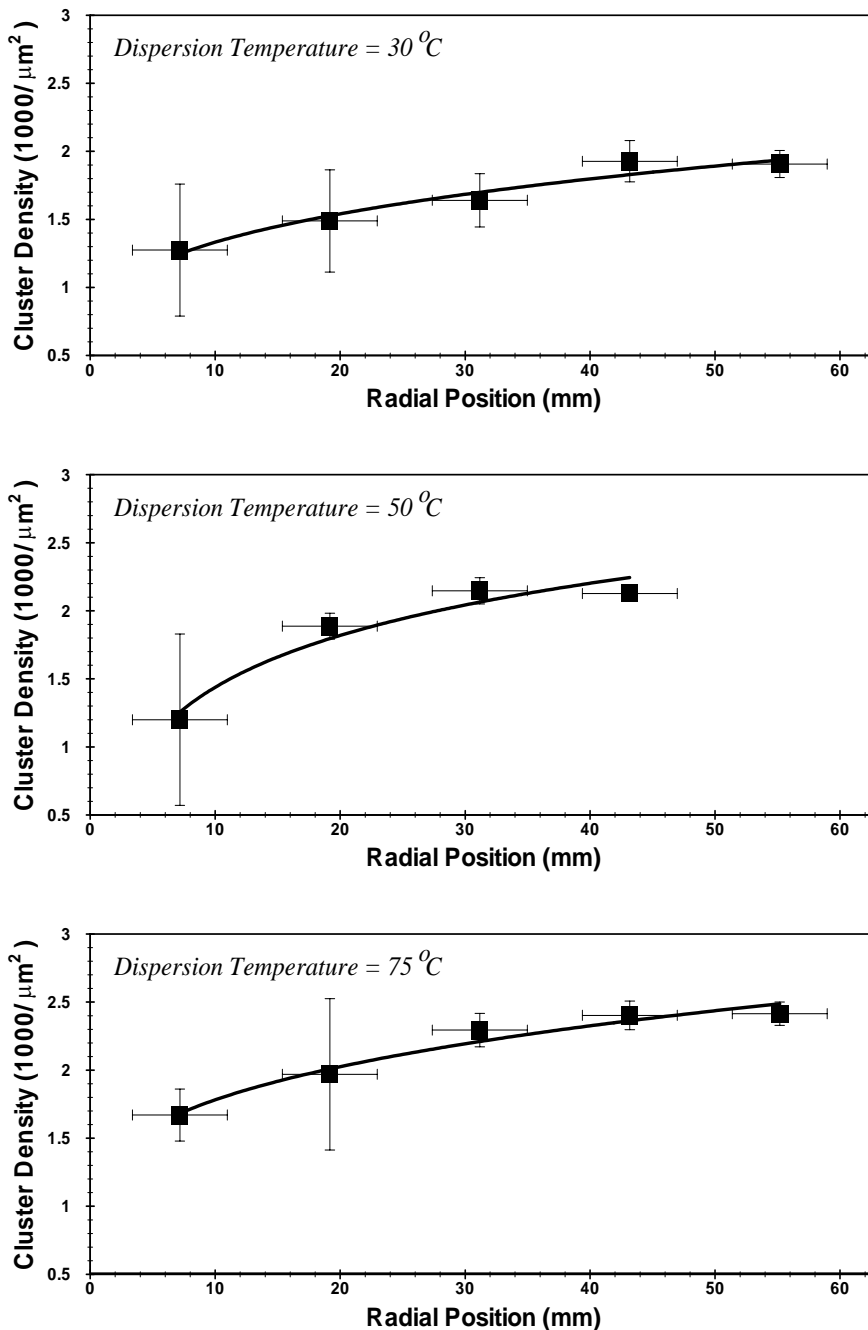 Dispersion Temperature = 30 °C
Cluster Density (1000/μm²)
3
2.5
2
1.5
1
0.5
0 10 20 30 40 50 60
Radial Position (mm)
Dispersion Temperature = 50 °C
Cluster Density (1000/μm²)
3
2.5
2
1.5
1
0.5
0 10 20 30 40 50 60
Radial Position (mm)
Dispersion Temperature = 75 °C
Cluster Density (1000/μm²)
3
2.5
2
1.5
1
0.5
0 10 20 30 40 50 60
Radial Position (mm)